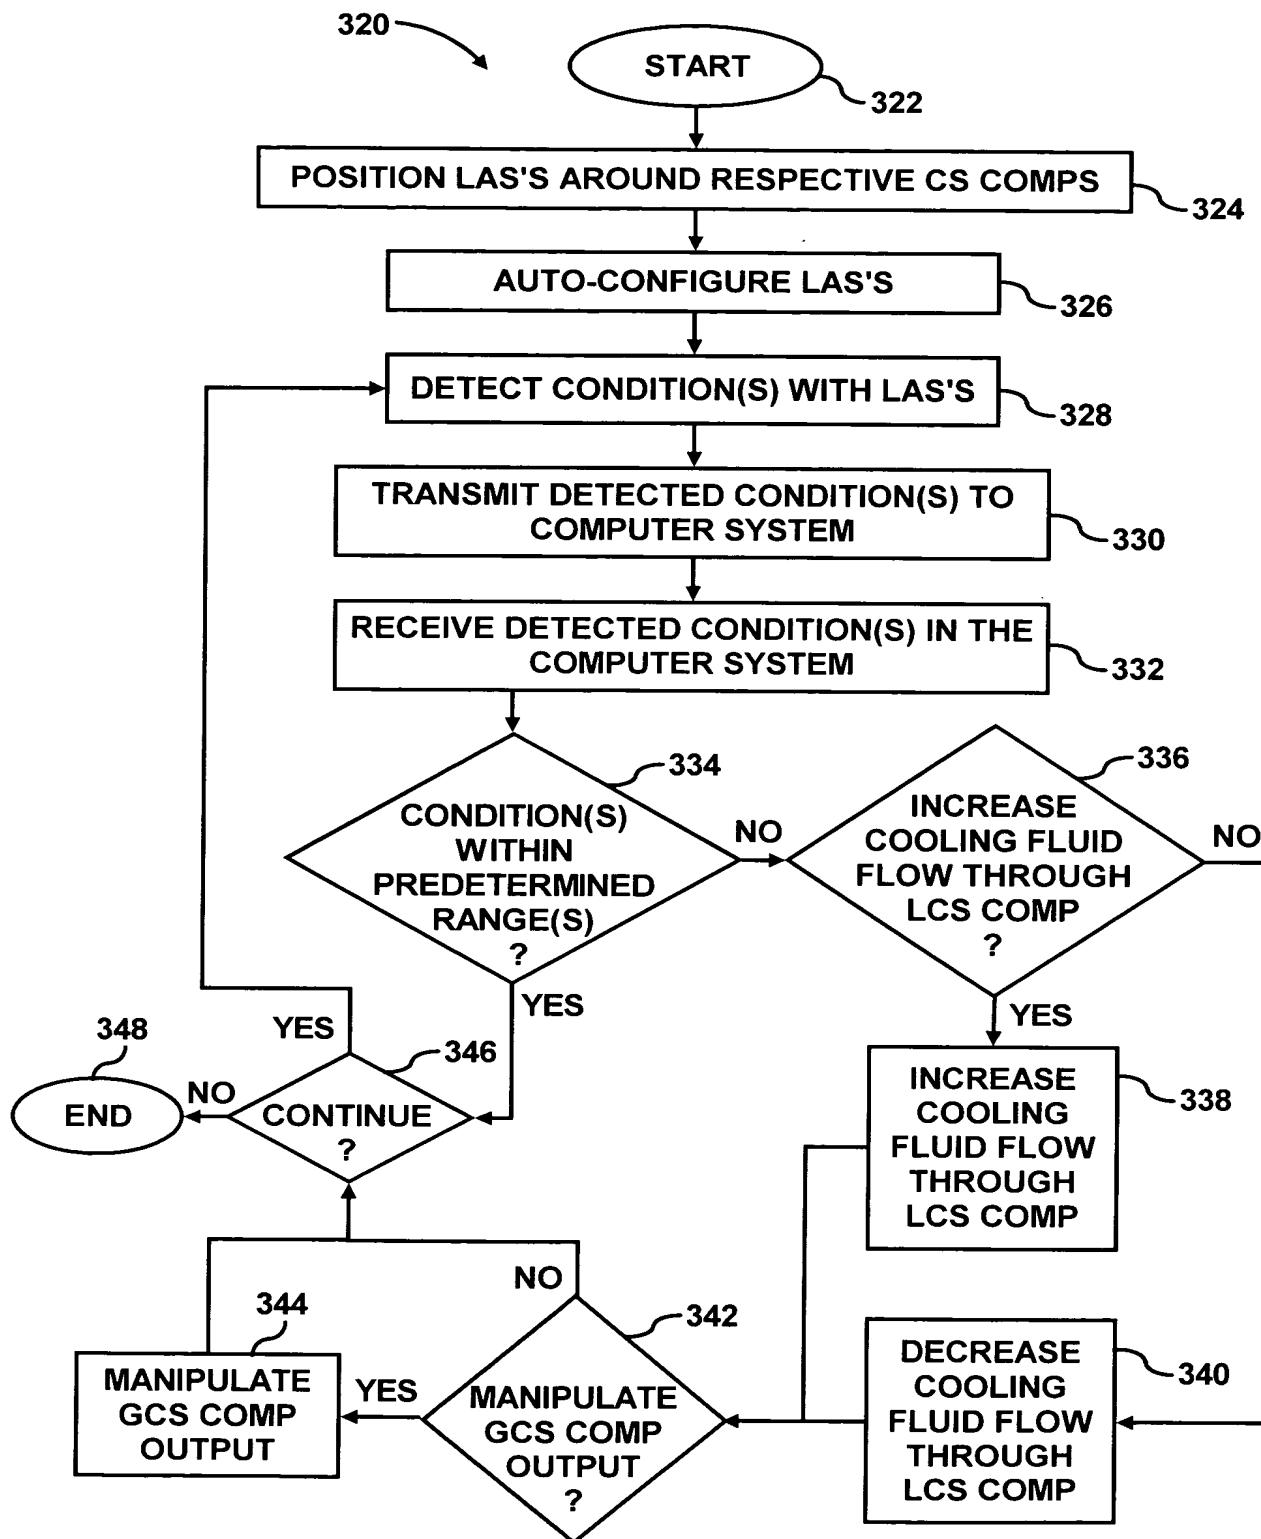 320
START
322
POSITION LAS'S AROUND RESPECTIVE CS COMPS
324
AUTO-CONFIGURE LAS'S
326
DETECT CONDITION(S) WITH LAS'S
328
TRANSMIT DETECTED CONDITION(S) TO
COMPUTER SYSTEM
330
RECEIVE DETECTED CONDITION(S) IN THE
COMPUTER SYSTEM
332
334
CONDITION(S)
WITHIN
PREDETERMINED
RANGE(S)
?
NO
YES
336
INCREASE
COOLING FLUID
FLOW THROUGH
LCS COMP
?
NO
YES
INCREASE
COOLING
FLUID FLOW
THROUGH
LCS COMP
338
DECREASE
COOLING
FLUID FLOW
THROUGH
LCS COMP
340
342
MANIPULATE
GCS COMP
OUTPUT
?
NO
YES
344
MANIPULATE
GCS COMP
OUTPUT
346
CONTINUE
?
YES
NO
348
END